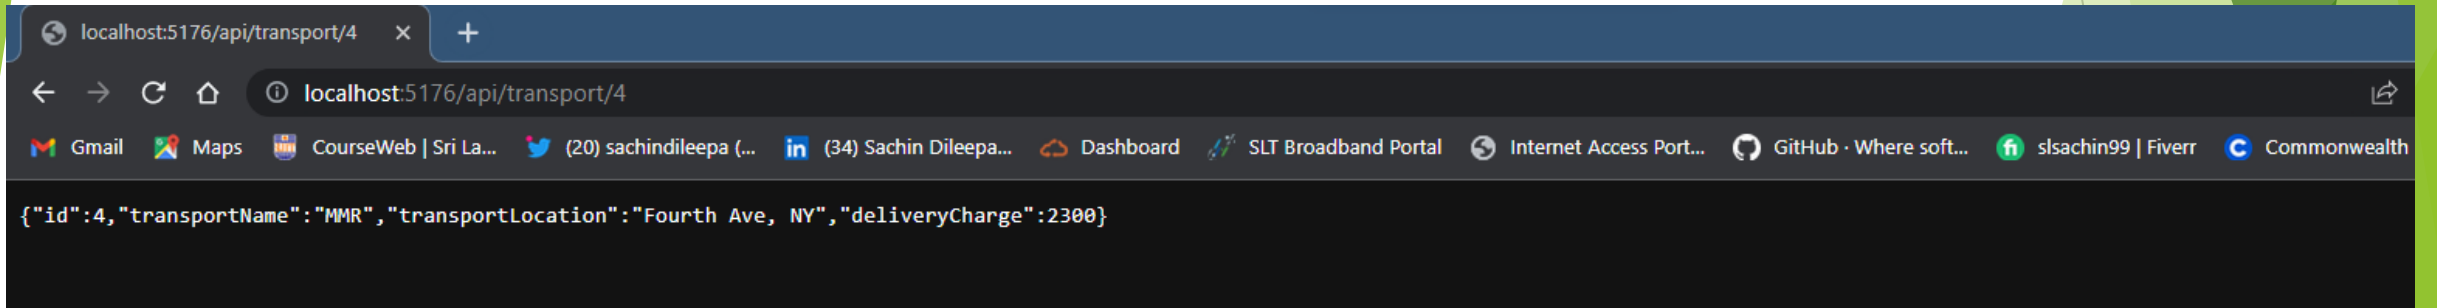 localhost:5176/api/transport/4
localhost:5176/api/transport/4
Gmail Maps CourseWeb | Sri La... (20) sachindileepa (... in (34) Sachin Dileepa... Dashboard SLT Broadband Portal Internet Access Port... GitHub · Where soft... fi slsachin99 | Fiverr C Commonwealth
{"id":4,"transportName":"MMR","transportLocation":"Fourth Ave, NY","deliveryCharge":2300}